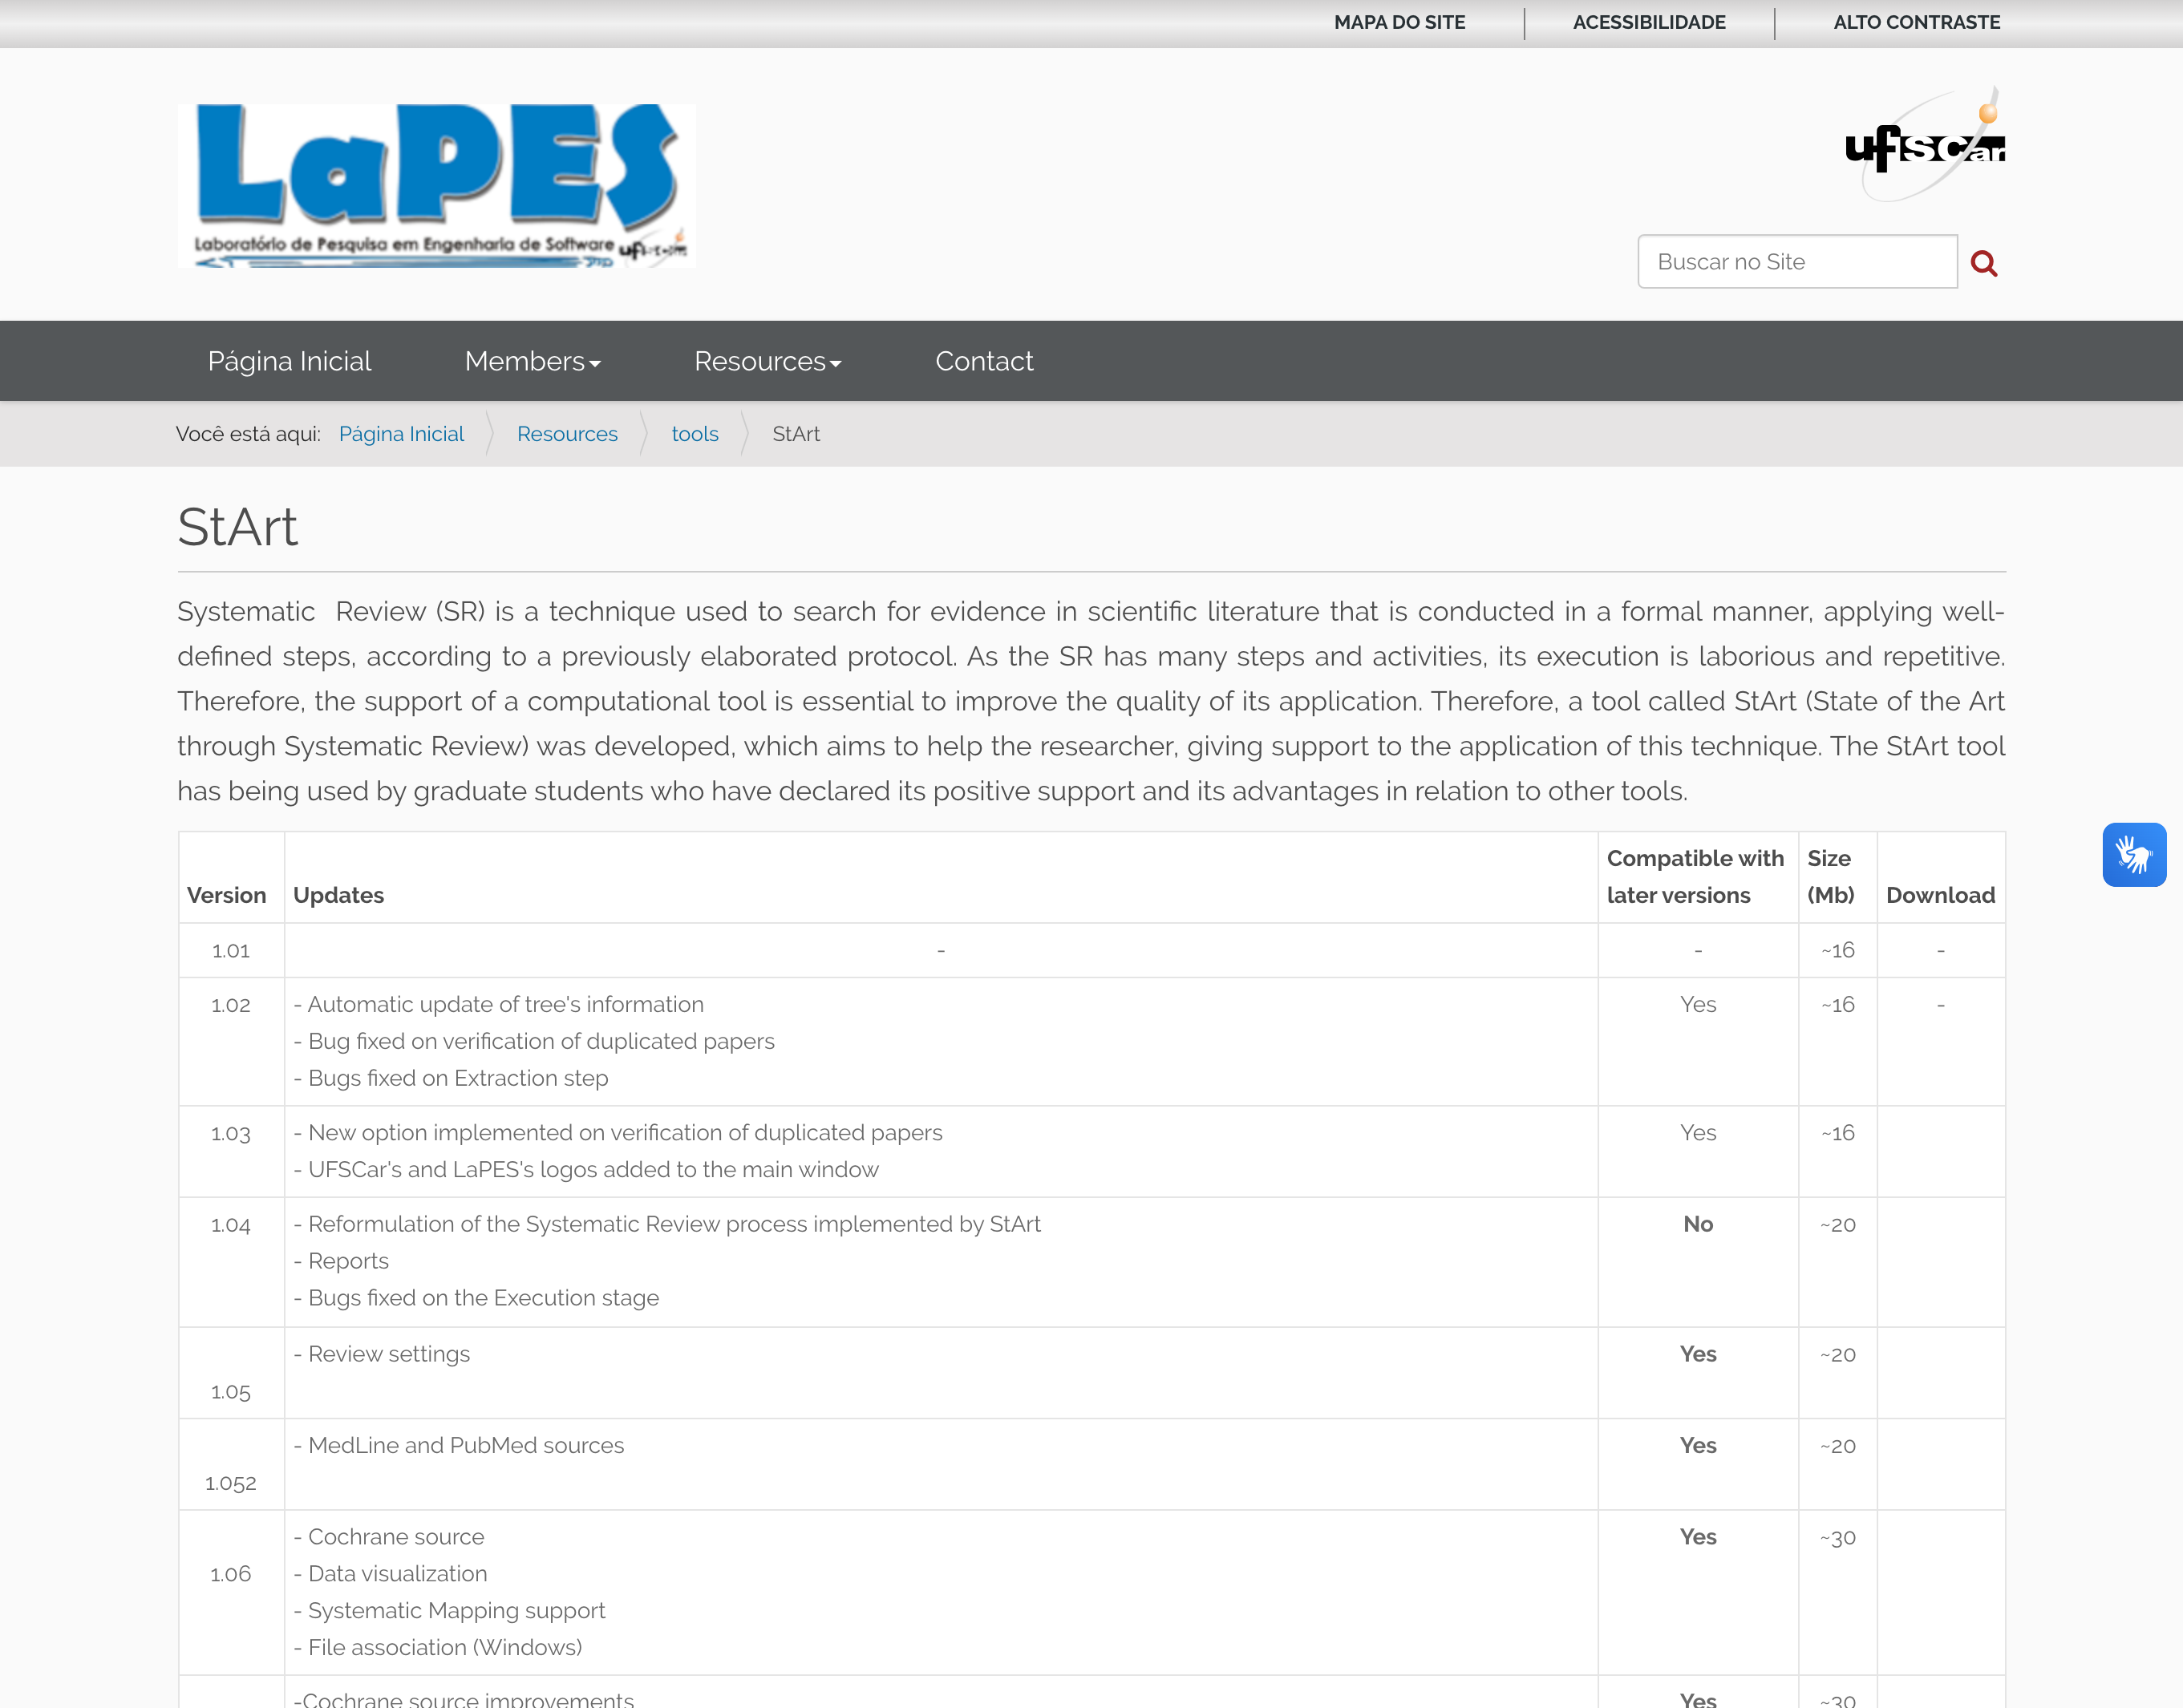 MAPA DO SITE
ACESSIBILIDADE
ALTO CONTRASTE
LaPES
Laboratório de Pesquisa em Engenharia de Software
ufscar
Buscar no Site
Página Inicial
Members
Resources
Contact
Você está aqui: Página Inicial Resources tools StArt
StArt
Systematic Review (SR) is a technique used to search for evidence in scientific literature that is conducted in a formal manner, applying well-
defined steps, according to a previously elaborated protocol. As the SR has many steps and activities, its execution is laborious and repetitive.
Therefore, the support of a computational tool is essential to improve the quality of its application. Therefore, a tool called StArt (State of the Art
through Systematic Review) was developed, which aims to help the researcher, giving support to the application of this technique. The StArt tool
has being used by graduate students who have declared its positive support and its advantages in relation to other tools.
Version Updates Compatible with later versions Size (Mb) Download
1.01 - - ~16 -
1.02 - Automatic update of tree's information Yes ~16 -
- Bug fixed on verification of duplicated papers
- Bugs fixed on Extraction step
1.03 - New option implemented on verification of duplicated papers Yes ~16
- UFSCar's and LaPES's logos added to the main window
1.04 - Reformulation of the Systematic Review process implemented by StArt No ~20
- Reports
- Bugs fixed on the Execution stage
- Review settings Yes ~20
1.05
- MedLine and PubMed sources Yes ~20
1.052
- Cochrane source Yes ~30
1.06 - Data visualization
- Systematic Mapping support
- File association (Windows)
-Cochrane source improvements Yes ~30